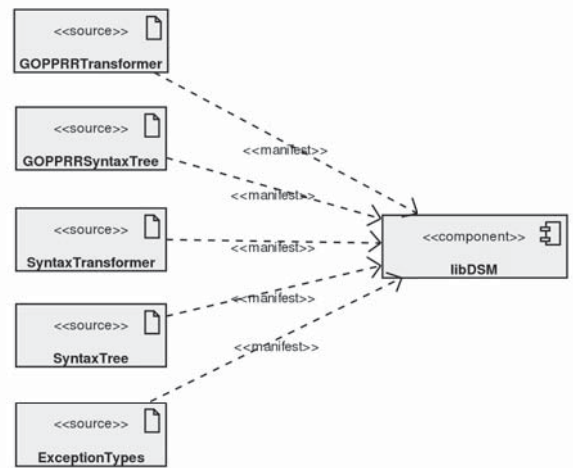 <<source>>
GOPPRRTransformer
<<source>>
GOPPRRSyntaxTree
<<source>>
SyntaxTransformer
<<source>>
SyntaxTree
<<source>>
ExceptionTypes
<<manifest>>
<<manifest>>
<<manifest>>
<<manifest>>
<<manifest>>
<<component>>
libDSM